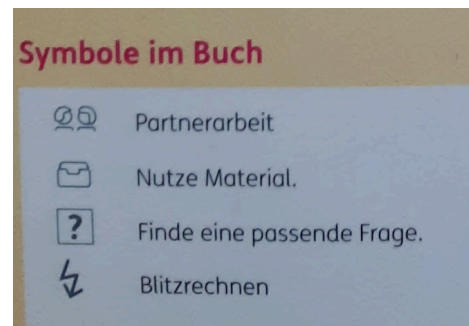 Symbole im Buch
Partnerarbeit
Nutze Material.
? Finde eine passende Frage.
Blitzrechnen